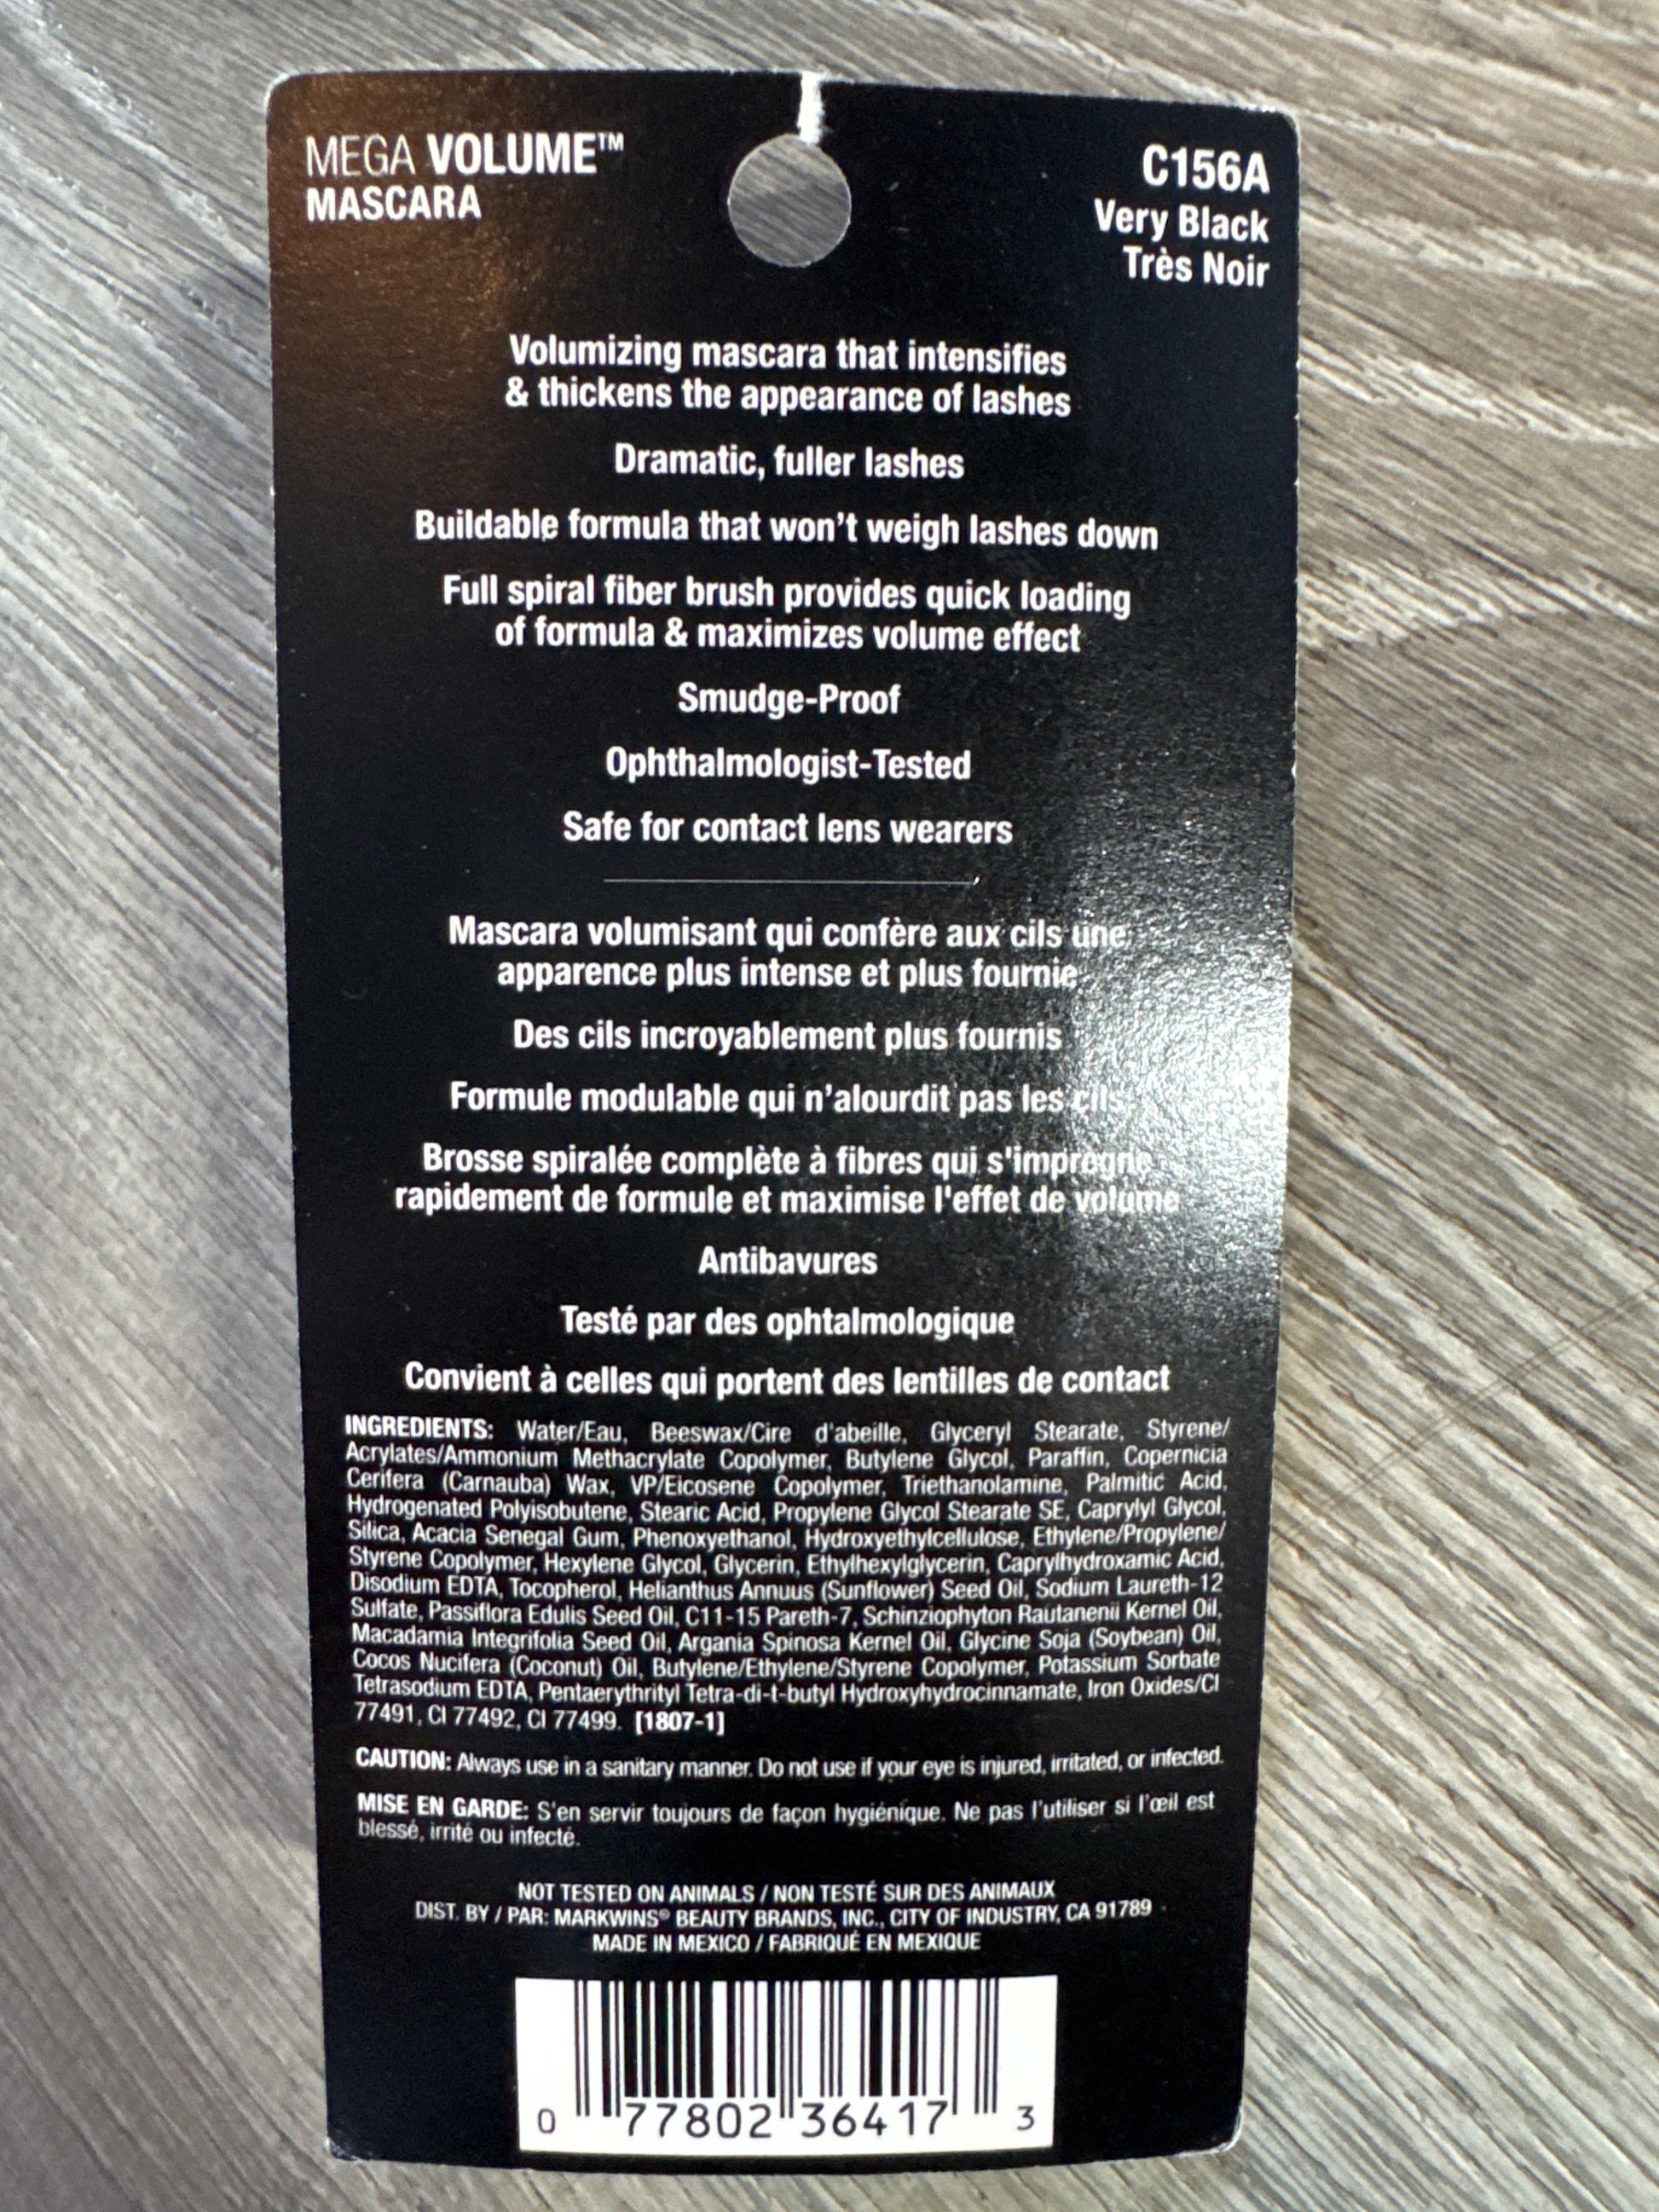 MEGA VOLUME™
MASCARA
C156A
Very Black
Très Noir
Volumizing mascara that intensifies
& thickens the appearance of lashes
Dramatic, fuller lashes
Buildable formula that won't weigh lashes down
Full spiral fiber brush provides quick loading
of formula & maximizes volume effect
Smudge-Proof
Ophthalmologist-Tested
Safe for contact lens wearers
Mascara volumisant qui confère aux cils une
apparence plus intense et plus fournie
Des cils incroyablement plus fournis
Formule modulable qui n'alourdit pas les cils
Brosse spiralée complète à fibres qui s'imprègne
rapidement de formule et maximise l'effet de volume
Antibavures
Testé par des ophtalmologique
Convient à celles qui portent des lentilles de contact
INGREDIENTS: Water/Eau, Beeswax/Cire d'abeille, Glyceryl Stearate, Styrene/
Acrylates/Ammonium Methacrylate Copolymer, Butylene Glycol, Paraffin, Copernicia
Cerifera (Carnauba) Wax, VP/Eicosene Copolymer, Triethanolamine, Palmitic Acid,
Hydrogenated Polyisobutene, Stearic Acid, Propylene Glycol Stearate SE, Caprylyl Glycol,
Silica, Acacia Senegal Gum, Phenoxyethanol, Hydroxyethylcellulose, Ethylene/Propylene/
Styrene Copolymer, Hexylene Glycol, Glycerin, Ethylhexylglycerin, Caprylhydroxamic Acid,
Disodium EDTA, Tocopherol, Helianthus Annuus (Sunflower) Seed Oil, Sodium Laureth-12
Sulfate, Passiflora Edulis Seed Oil, C11-15 Pareth-7, Schinziophyton Rautanenii Kernel Oil,
Macadamia Integrifolia Seed Oil, Argania Spinosa Kernel Oil, Glycine Soja (Soybean) Oil,
Cocos Nucifera (Coconut) Oil, Butylene/Ethylene/Styrene Copolymer, Potassium Sorbate
Tetrasodium EDTA, Pentaerythrityl Tetra-di-t-butyl Hydroxyhydrocinnamate, Iron Oxides/CI
77491, CI 77492, CI 77499. [1807-1]
CAUTION: Always use in a sanitary manner. Do not use if your eye is injured, irritated, or infected.
MISE EN GARDE: S'en servir toujours de façon hygiénique. Ne pas l'utiliser si l'œil est
blessé, irrité ou infecté.
NOT TESTED ON ANIMALS / NON TESTÉ SUR DES ANIMAUX
DIST. BY / PAR: MARKWINS® BEAUTY BRANDS, INC., CITY OF INDUSTRY, CA 91789
MADE IN MEXICO / FABRIQUÉ EN MEXIQUE
0 77802 36417 3